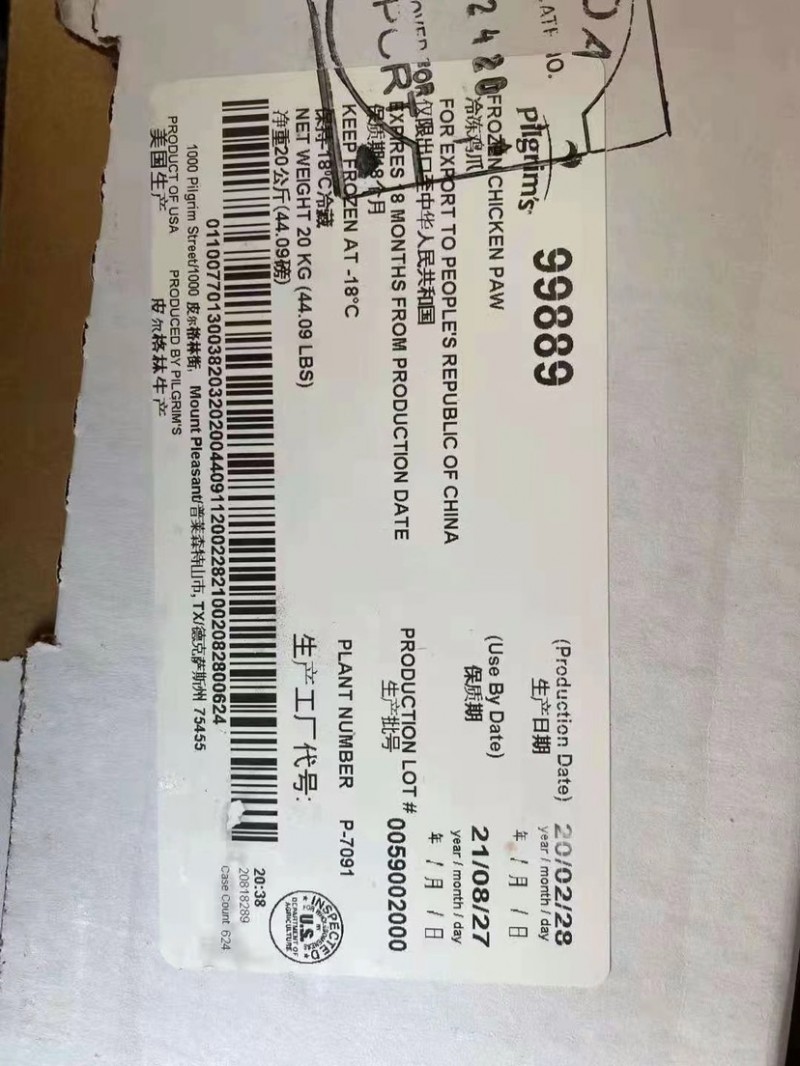 Pilgrim's 99889
FROZEN CHICKEN PAW
冷冻鸡爪
FOR EXPORT TO PEOPLE'S REPUBLIC OF CHINA
仅限出口至中华人民共和国
EXPIRES 18 MONTHS FROM PRODUCTION DATE
保质期18个月
KEEP FROZEN AT -18°C
保持-18°C冷藏
NET WEIGHT 20 KG (44.09 LBS)
净重20公斤(44.09磅)
(Production Date) 20/02/28
生产日期 year / month / day
年 / 月 / 日
(Use By Date) 21/08/27
保质期 year / month / day
年 / 月 / 日
PRODUCTION LOT # 0059002000
生产批号
PLANT NUMBER P-7091
生产工厂代号:
INSPECTED
U.S.
DEPARTMENT OF
AGRICULTURE
20:38
20818289
Case Count 624
011007701300382032020044091120022821002082800624
1000 Pilgrim Street/1000 皮尔格林街, Mount Pleasant/普莱森特山市, TX/德克萨斯州 75455
PRODUCT OF USA PRODUCED BY PILGRIM'S
美国生产 皮尔格林生产